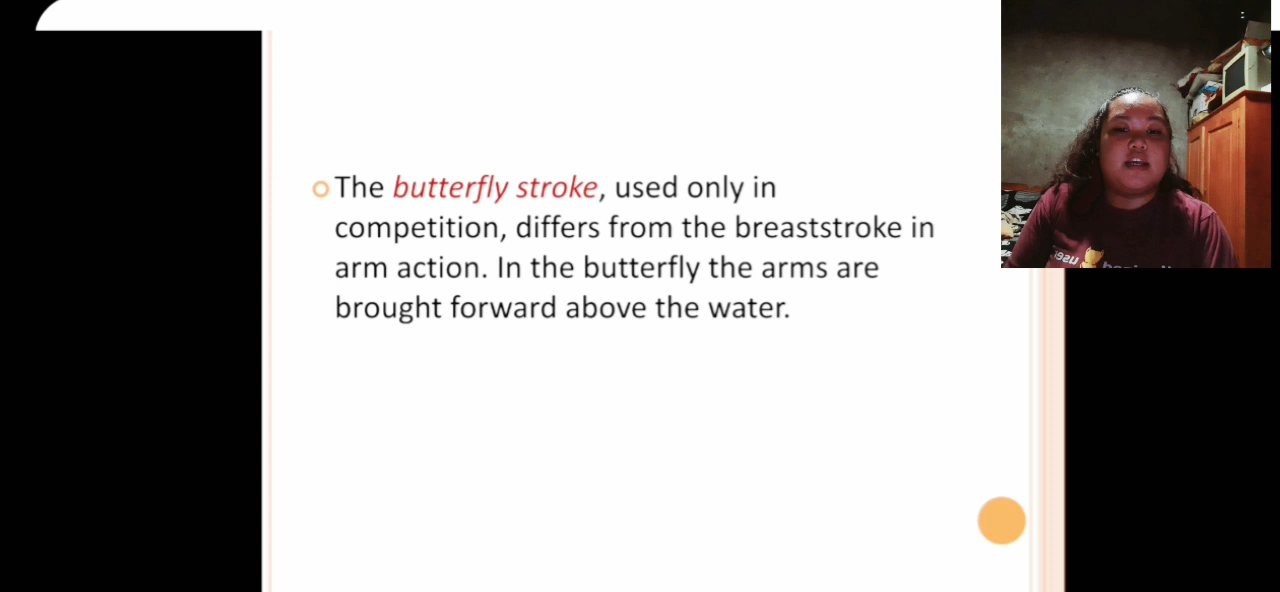 The butterfly stroke, used only in
competition, differs from the breaststroke in
arm action. In the butterfly the arms are
brought forward above the water.